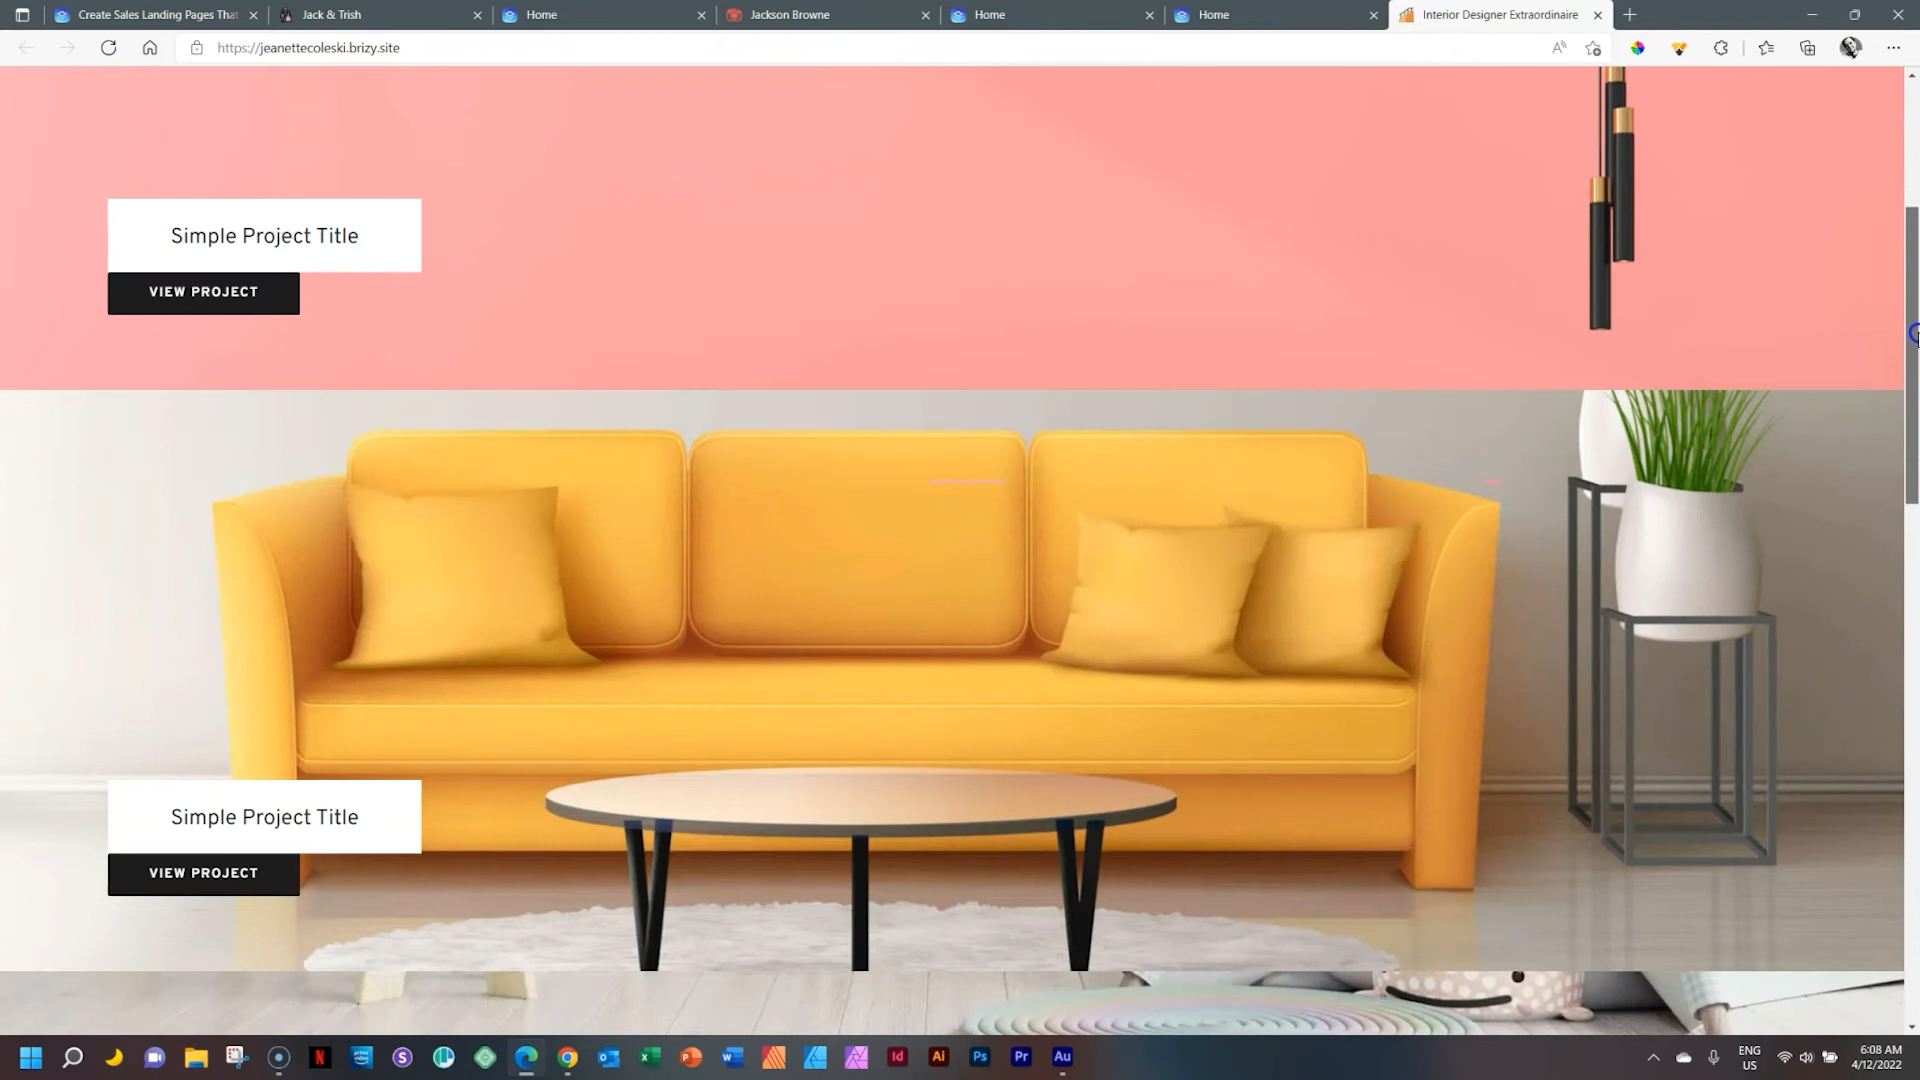 Create Sales Landing Pages That
Jack & Trish
Home
Jackson Browne
Home
Home
Interior Designer Extraordinaire
https://jeanettecoleski.brizy.site
Simple Project Title
VIEW PROJECT
Simple Project Title
VIEW PROJECT
ENG
US
6:08 AM
4/12/2022